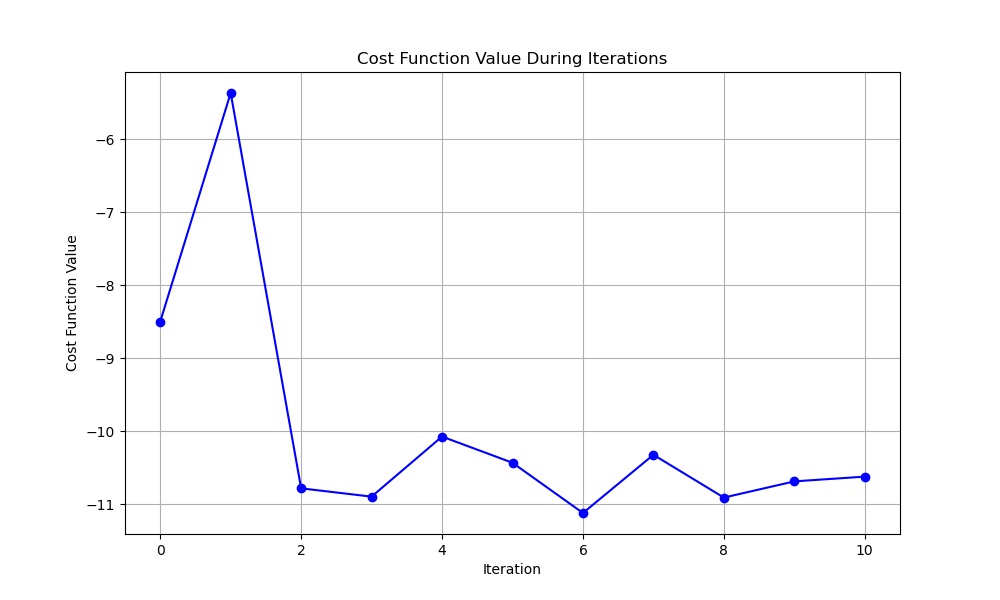 Cost Function Value During Iterations
Cost Function Value
−6
−7
−8
−9
−10
−11
0 2 4 6 8 10
Iteration